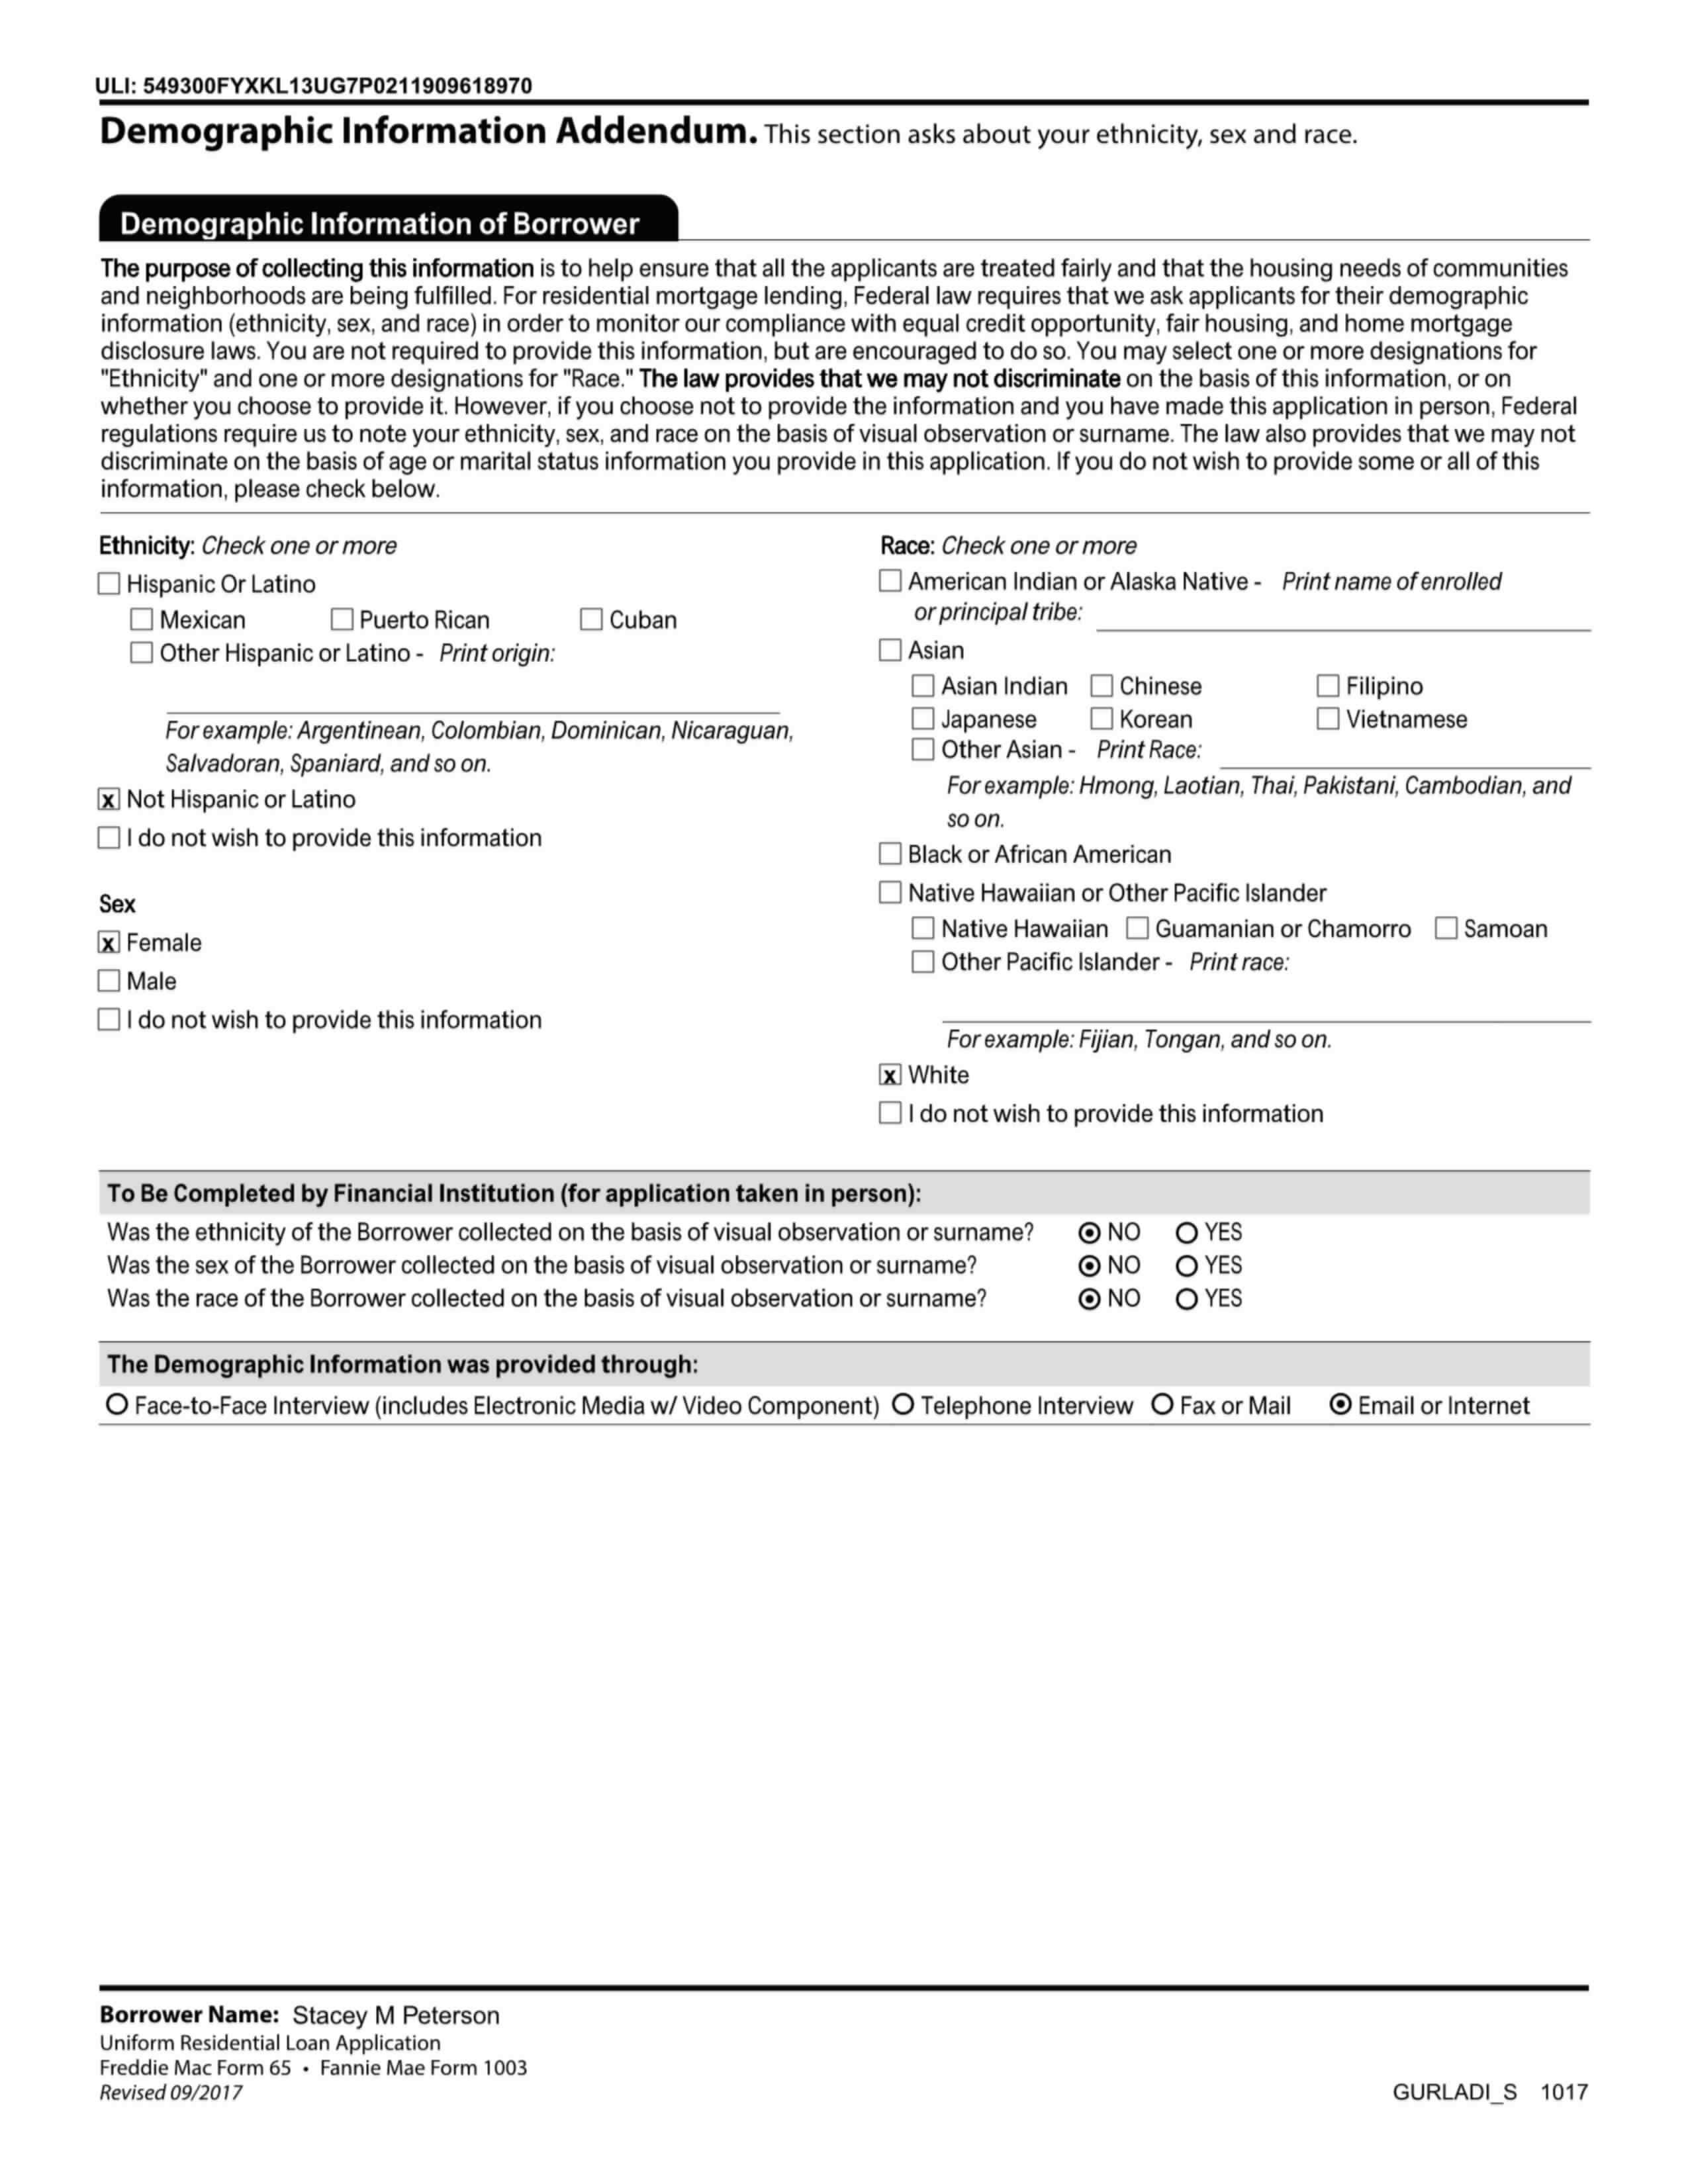 ULI: 549300FYXKL13UG7P0211909618970
Demographic Information Addendum. This section asks about your ethnicity, sex and race.
Demographic Information of Borrower
The purpose of collecting this information is to help ensure that all the applicants are treated fairly and that the housing needs of communities
and neighborhoods are being fulfilled. For residential mortgage lending, Federal law requires that we ask applicants for their demographic
information (ethnicity, sex, and race) in order to monitor our compliance with equal credit opportunity, fair housing, and home mortgage
disclosure laws. You are not required to provide this information, but are encouraged to do so. You may select one or more designations for
"Ethnicity" and one or more designations for "Race." The law provides that we may not discriminate on the basis of this information, or on
whether you choose to provide it. However, if you choose not to provide the information and you have made this application in person, Federal
regulations require us to note your ethnicity, sex, and race on the basis of visual observation or surname. The law also provides that we may not
discriminate on the basis of age or marital status information you provide in this application. If you do not wish to provide some or all of this
information, please check below.
Ethnicity: Check one or more
Hispanic Or Latino
Mexican Puerto Rican Cuban
Other Hispanic or Latino - Print origin:
For example: Argentinean, Colombian, Dominican, Nicaraguan,
Salvadoran, Spaniard, and so on.
x Not Hispanic or Latino
I do not wish to provide this information
Sex
x Female
Male
I do not wish to provide this information
Race: Check one or more
American Indian or Alaska Native - Print name of enrolled
or principal tribe:
Asian
Asian Indian Chinese Filipino
Japanese Korean Vietnamese
Other Asian - Print Race:
For example: Hmong, Laotian, Thai, Pakistani, Cambodian, and
so on.
Black or African American
Native Hawaiian or Other Pacific Islander
Native Hawaiian Guamanian or Chamorro Samoan
Other Pacific Islander - Print race:
For example: Fijian, Tongan, and so on.
x White
I do not wish to provide this information
To Be Completed by Financial Institution (for application taken in person):
Was the ethnicity of the Borrower collected on the basis of visual observation or surname? NO YES
Was the sex of the Borrower collected on the basis of visual observation or surname? NO YES
Was the race of the Borrower collected on the basis of visual observation or surname? NO YES
The Demographic Information was provided through:
Face-to-Face Interview (includes Electronic Media w/ Video Component) Telephone Interview Fax or Mail Email or Internet
Borrower Name: Stacey M Peterson
Uniform Residential Loan Application
Freddie Mac Form 65 • Fannie Mae Form 1003
Revised 09/2017
GURLADI_S 1017